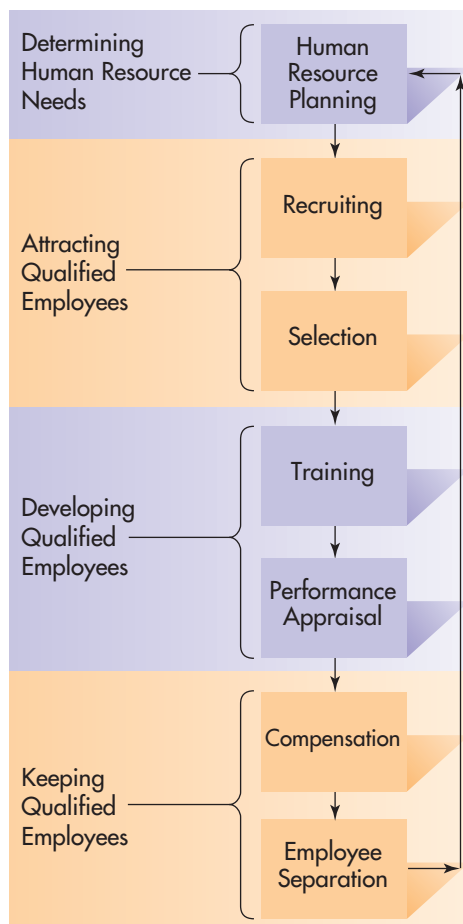 Determining
Human Resource
Needs
Human
Resource
Planning
Attracting
Qualified
Employees
Recruiting
Selection
Developing
Qualified
Employees
Training
Performance
Appraisal
Keeping
Qualified
Employees
Compensation
Employee
Separation